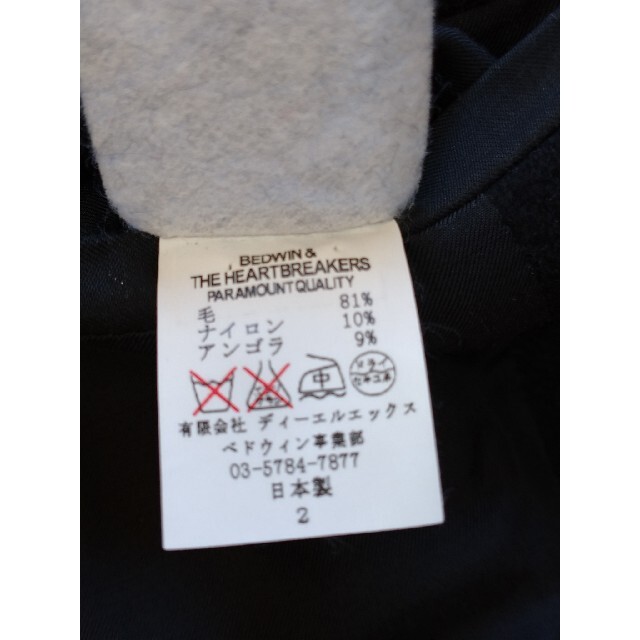 BEDWIN &
THE HEARTBREAKERS
PARAMOUNT QUALITY
毛 81%
ナイロン 10%
アンゴラ 9%
中 ドライ
有限会社 ディーエルエックス
ベドウィン事業部
03-5784-7877
日本製
2